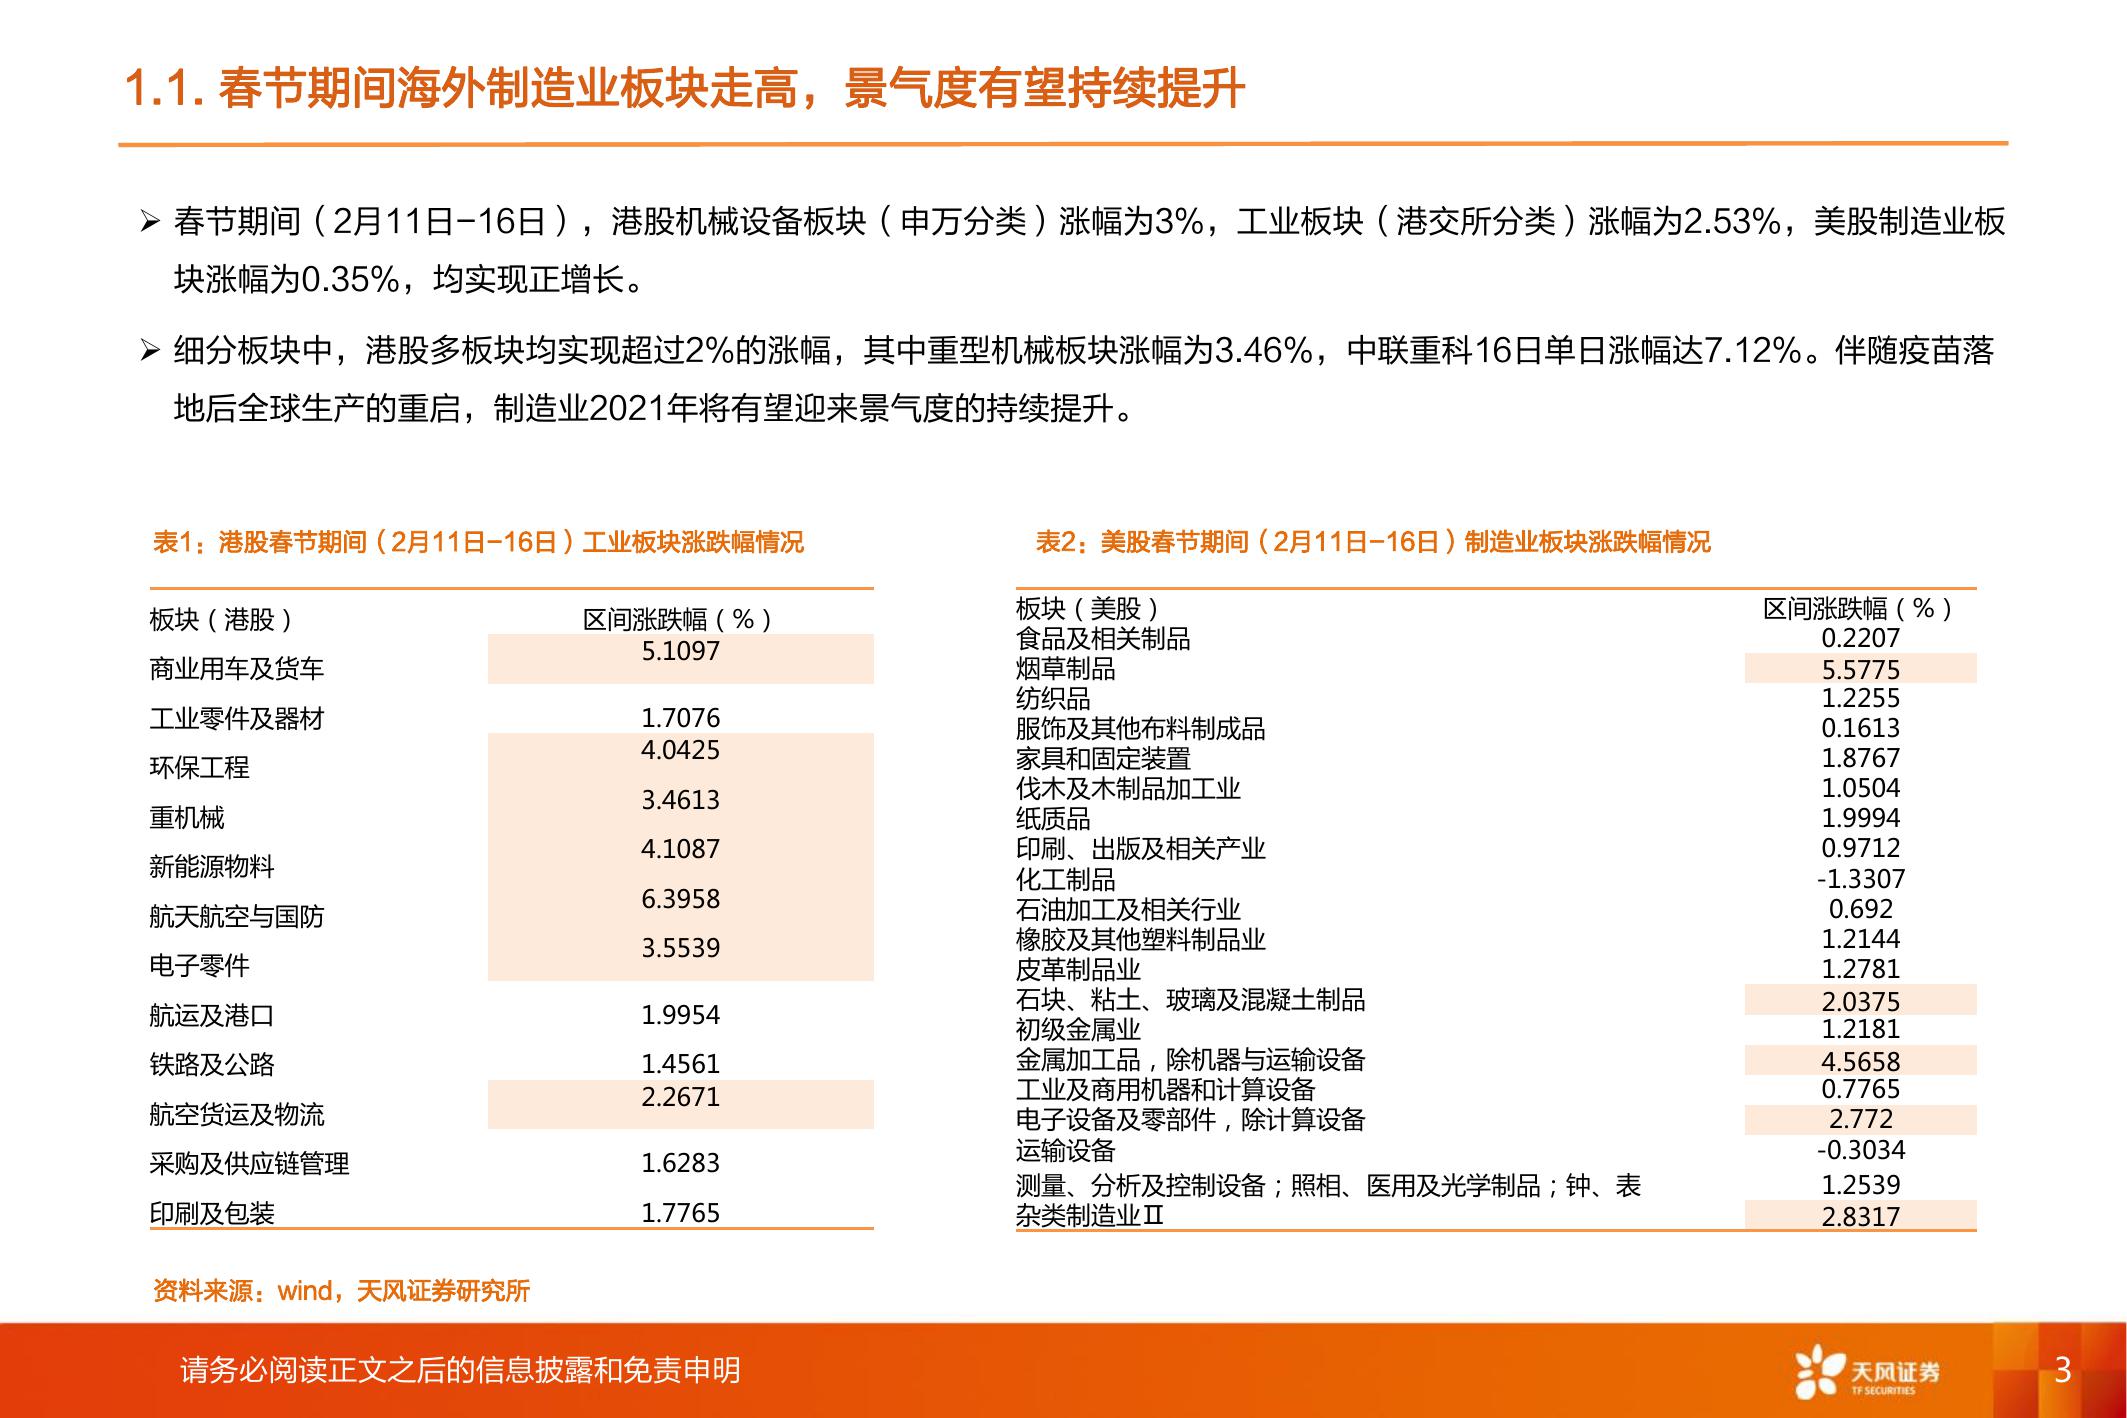 1.1. 春节期间海外制造业板块走高，景气度有望持续提升
➢ 春节期间（2月11日-16日），港股机械设备板块（申万分类）涨幅为3%，工业板块（港交所分类）涨幅为2.53%，美股制造业板
块涨幅为0.35%，均实现正增长。
➢ 细分板块中，港股多板块均实现超过2%的涨幅，其中重型机械板块涨幅为3.46%，中联重科16日单日涨幅达7.12%。伴随疫苗落
地后全球生产的重启，制造业2021年将有望迎来景气度的持续提升。
表1：港股春节期间（2月11日-16日）工业板块涨跌幅情况
板块（港股） 区间涨跌幅（%）
商业用车及货车 5.1097
工业零件及器材 1.7076
环保工程 4.0425
重机械 3.4613
新能源物料 4.1087
航天航空与国防 6.3958
电子零件 3.5539
航运及港口 1.9954
铁路及公路 1.4561
航空货运及物流 2.2671
采购及供应链管理 1.6283
印刷及包装 1.7765
表2：美股春节期间（2月11日-16日）制造业板块涨跌幅情况
板块（美股） 区间涨跌幅（%）
食品及相关制品 0.2207
烟草制品 5.5775
纺织品 1.2255
服饰及其他布料制成品 0.1613
家具和固定装置 1.8767
伐木及木制品加工业 1.0504
纸质品 1.9994
印刷、出版及相关产业 0.9712
化工制品 -1.3307
石油加工及相关行业 0.692
橡胶及其他塑料制品业 1.2144
皮革制品业 1.2781
石块、粘土、玻璃及混凝土制品 2.0375
初级金属业 1.2181
金属加工品，除机器与运输设备 4.5658
工业及商用机器和计算设备 0.7765
电子设备及零部件，除计算设备 2.772
运输设备 -0.3034
测量、分析及控制设备；照相、医用及光学制品；钟、表 1.2539
杂类制造业Ⅱ 2.8317
资料来源：wind，天风证券研究所
请务必阅读正文之后的信息披露和免责申明
天风证券
TF SECURITIES
3